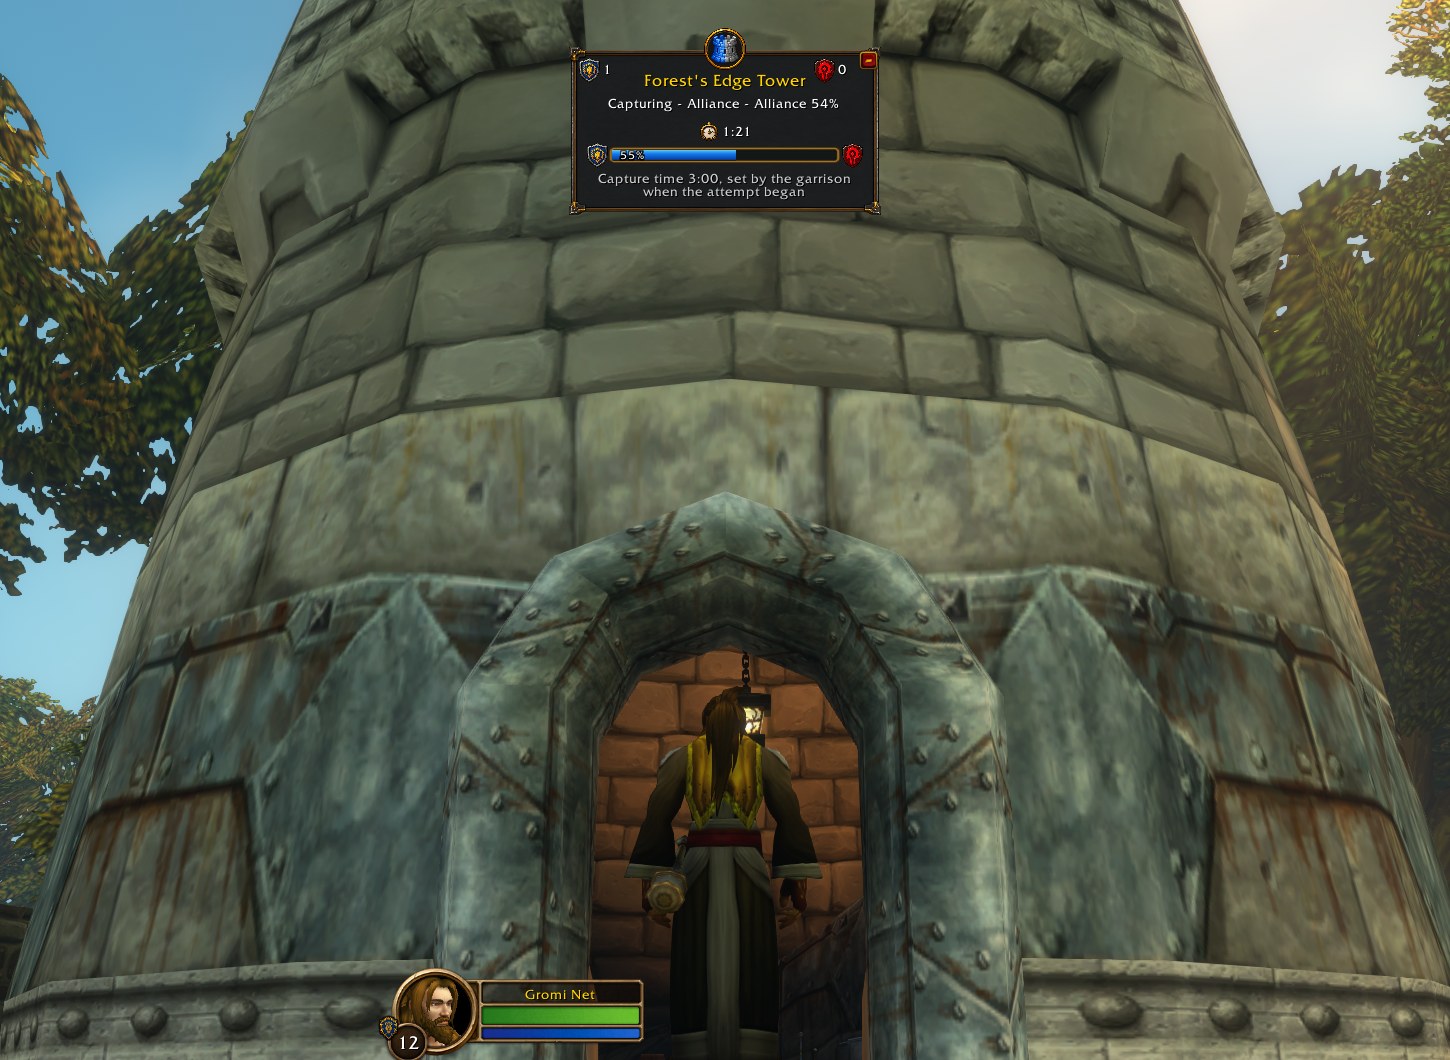 1
0
Forest's Edge Tower
Capturing - Alliance - Alliance 54%
1:21
55%
Capture time 3:00, set by the garrison
when the attempt began
Gromi Net
12